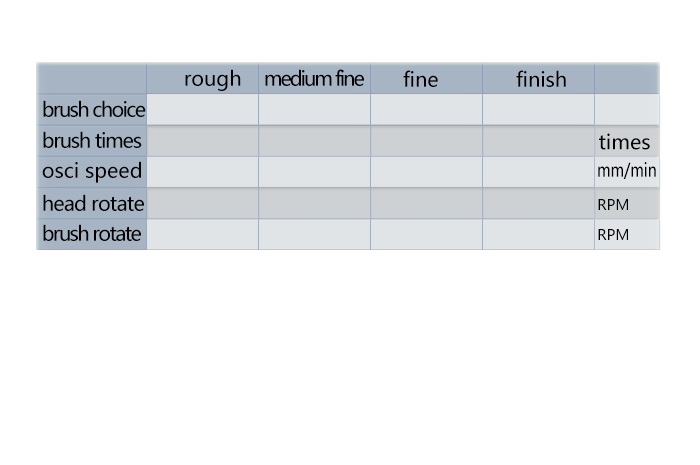 rough medium fine fine finish
brush choice
brush times times
osci speed mm/min
head rotate RPM
brush rotate RPM